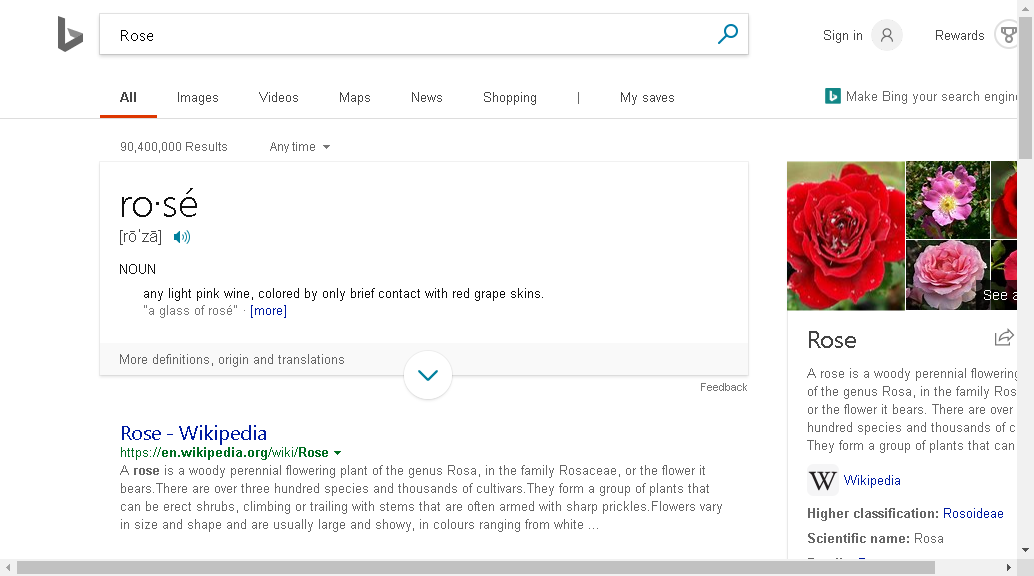 Rose
Sign in
Rewards
All
Images
Videos
Maps
News
Shopping
|
My saves
Make Bing your search engin
90,400,000 Results
Any time
ro·sé
[rōˈzā]
NOUN
any light pink wine, colored by only brief contact with red grape skins.
"a glass of rosé" · [more]
More definitions, origin and translations
Feedback
Rose - Wikipedia
https://en.wikipedia.org/wiki/Rose
A rose is a woody perennial flowering plant of the genus Rosa, in the family Rosaceae, or the flower it
bears.There are over three hundred species and thousands of cultivars.They form a group of plants that
can be erect shrubs, climbing or trailing with stems that are often armed with sharp prickles.Flowers vary
in size and shape and are usually large and showy, in colours ranging from white ...
See a
Rose
A rose is a woody perennial flowering
of the genus Rosa, in the family Ros
or the flower it bears. There are over
hundred species and thousands of c
They form a group of plants that can
W Wikipedia
Higher classification: Rosoideae
Scientific name: Rosa